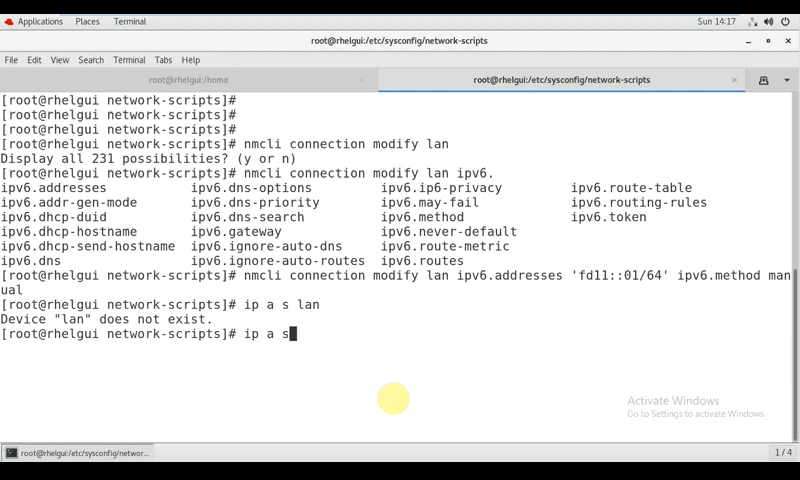 Applications Places Terminal Sun 14:17
root@rhelgui:/etc/sysconfig/network-scripts
File Edit View Search Terminal Tabs Help
root@rhelgui:/home root@rhelgui:/etc/sysconfig/network-scripts
[root@rhelgui network-scripts]#
[root@rhelgui network-scripts]#
[root@rhelgui network-scripts]#
[root@rhelgui network-scripts]# nmcli connection modify lan
Display all 231 possibilities? (y or n)
[root@rhelgui network-scripts]# nmcli connection modify lan ipv6.
ipv6.addresses ipv6.dns-options ipv6.ip6-privacy ipv6.route-table
ipv6.addr-gen-mode ipv6.dns-priority ipv6.may-fail ipv6.routing-rules
ipv6.dhcp-duid ipv6.dns-search ipv6.method ipv6.token
ipv6.dhcp-hostname ipv6.gateway ipv6.never-default
ipv6.dhcp-send-hostname ipv6.ignore-auto-dns ipv6.route-metric
ipv6.dns ipv6.ignore-auto-routes ipv6.routes
[root@rhelgui network-scripts]# nmcli connection modify lan ipv6.addresses 'fd11::01/64' ipv6.method man
ual
[root@rhelgui network-scripts]# ip a s lan
Device "lan" does not exist.
[root@rhelgui network-scripts]# ip a s
Activate Windows
Go to Settings to activate Windows.
root@rhelgui:/etc/sysconfig/networ... 1 / 4